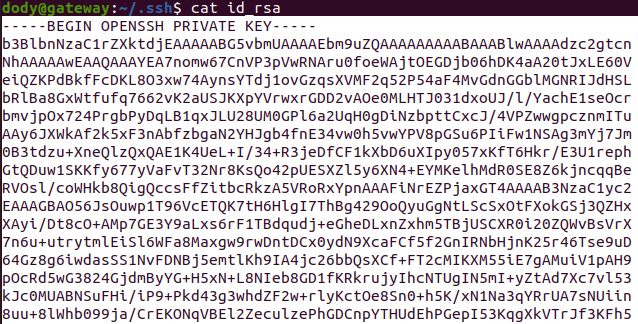 dody@gateway:~/.ssh$ cat id_rsa
-----BEGIN OPENSSH PRIVATE KEY-----
b3BlbnNzaC1rZXktdjEAAAAABG5vbmUAAAAEbm9uZQAAAAAAAAABAAABlwAAAAdzc2gtcn
NhAAAAAwEAAQAAAYEA7nomw67CnVP3pVwRNAru0foeWAjtOEGDjb06hDK4aA20tJxLE60V
eiQZKPdBkfFcDKL8O3xw74AynsYTdj1ovGzqsXVMF2q52P54aF4MvGdnGGblMGNRIJdHSL
bRlBa8GxWtfufq7662vK2aUSJKXpYVrwxrGDD2vAOe0MLHTJ031dxoUJ/l/YachE1seOcr
bmvjpOx724PrgbPyDqLB1qxJLU28UM0GPl6a2UqH0gDiNzbpttCxcJ/4VPZwwgpcznmITU
AAy6JXWkAf2k5xF3nAbfzbgaN2YHJgb4fnE34vw0h5vwYPV8pGSu6PIiFw1NSAg3mYj7Jm
0B3tdzu+XneQlzQxQAE1K4UeL+I/34+R3jeDfCF1kXbD6uXIpy057xKfT6Hkr/E3U1reph
GtQDuw1SKKfy677yVaFvT32Nr8KsQo42pUESXZl5y6XN4+EYMKelhMdR0SE8Z6kjncqqBe
RVOsl/coWHkb8QigQccsFfZitbcRkzA5VRoRxYpnAAAFiNrEZPjaxGT4AAAAB3NzaC1yc2
EAAAGBAO56JsOuwp1T96VcETQK7tH6HlgI7ThBg429OoQyuGgNtLScSxOtFXokGSj3QZHx
XAyi/Dt8cO+AMp7GE3Y9aLxs6rF1TBdqudj+eGheDLxnZxhm5TBjUSCXR0i20ZQWvBsVrX
7n6u+utrytmlEiSl6WFa8Maxgw9rwDntDCx0ydN9XcaFCf5f2GnIRNbHjnK25r46Tse9uD
64Gz8g6iwdasSS1NvFDNBj5emtlKh9IA4jc26bbQsXCf+FT2cMIKXM55iE7gAMuiV1pAH9
pOcRd5wG3824GjdmByYG+H5xN+L8NIeb8GD1fKRkrujyIhcNTUgIN5mI+yZtAd7Xc7vl53
kJc0MUABNSuFHi/iP9+Pkd43g3whdZF2w+rlyKctOe8Sn0+h5K/xN1Na3qYRrUA7sNUiin
8uu+8lWhb099ja/CrEKONqVBEl2ZeculzePhGDCnpYTHUdEhPGepI53KqgXkVTrJf3KFh5